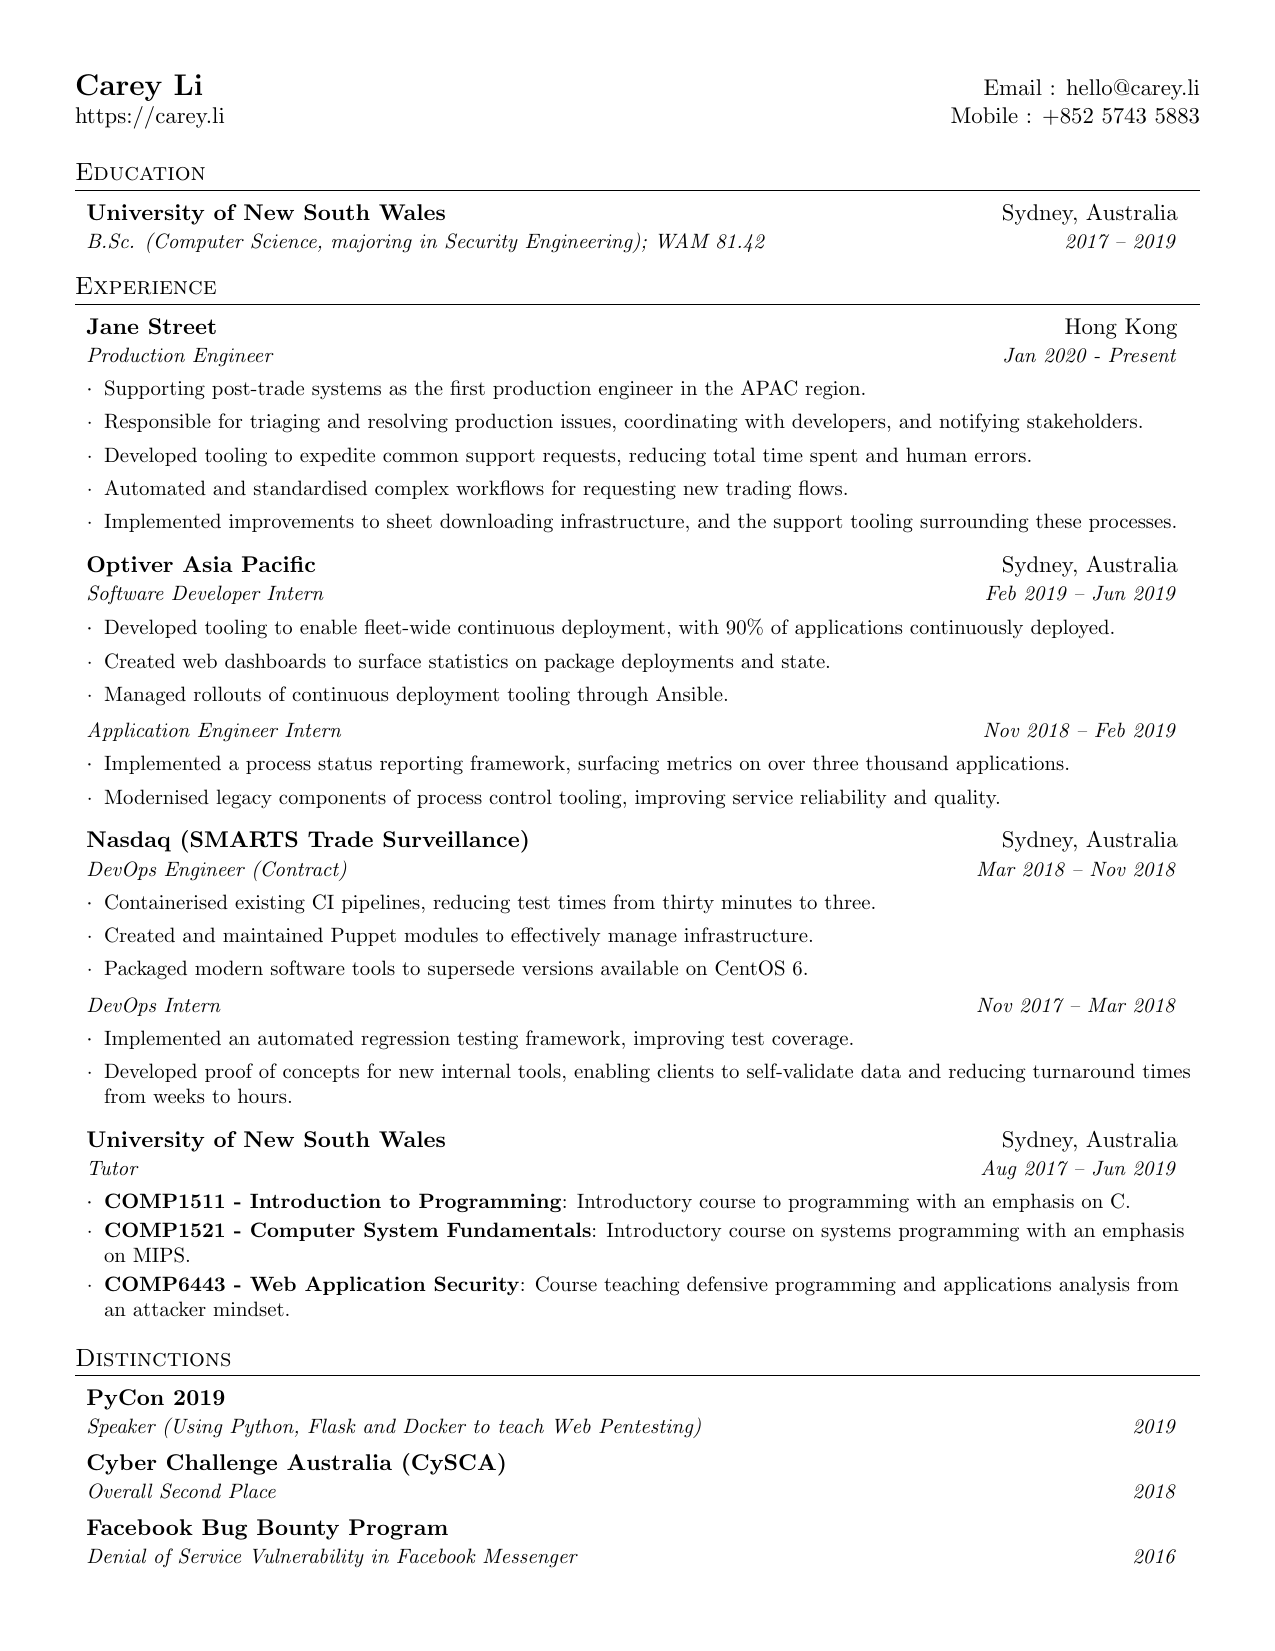 Carey Li
Email : hello@carey.li
https://carey.li
Mobile : +852 5743 5883
Education
University of New South Wales
Sydney, Australia
B.Sc. (Computer Science, majoring in Security Engineering); WAM 81.42
2017 – 2019
Experience
Jane Street
Hong Kong
Production Engineer
Jan 2020 - Present
· Supporting post-trade systems as the first production engineer in the APAC region.
· Responsible for triaging and resolving production issues, coordinating with developers, and notifying stakeholders.
· Developed tooling to expedite common support requests, reducing total time spent and human errors.
· Automated and standardised complex workflows for requesting new trading flows.
· Implemented improvements to sheet downloading infrastructure, and the support tooling surrounding these processes.
Optiver Asia Pacific
Sydney, Australia
Software Developer Intern
Feb 2019 – Jun 2019
· Developed tooling to enable fleet-wide continuous deployment, with 90% of applications continuously deployed.
· Created web dashboards to surface statistics on package deployments and state.
· Managed rollouts of continuous deployment tooling through Ansible.
Application Engineer Intern
Nov 2018 – Feb 2019
· Implemented a process status reporting framework, surfacing metrics on over three thousand applications.
· Modernised legacy components of process control tooling, improving service reliability and quality.
Nasdaq (SMARTS Trade Surveillance)
Sydney, Australia
DevOps Engineer (Contract)
Mar 2018 – Nov 2018
· Containerised existing CI pipelines, reducing test times from thirty minutes to three.
· Created and maintained Puppet modules to effectively manage infrastructure.
· Packaged modern software tools to supersede versions available on CentOS 6.
DevOps Intern
Nov 2017 – Mar 2018
· Implemented an automated regression testing framework, improving test coverage.
· Developed proof of concepts for new internal tools, enabling clients to self-validate data and reducing turnaround times
from weeks to hours.
University of New South Wales
Sydney, Australia
Tutor
Aug 2017 – Jun 2019
· COMP1511 - Introduction to Programming: Introductory course to programming with an emphasis on C.
· COMP1521 - Computer System Fundamentals: Introductory course on systems programming with an emphasis
on MIPS.
· COMP6443 - Web Application Security: Course teaching defensive programming and applications analysis from
an attacker mindset.
Distinctions
PyCon 2019
Speaker (Using Python, Flask and Docker to teach Web Pentesting)
2019
Cyber Challenge Australia (CySCA)
Overall Second Place
2018
Facebook Bug Bounty Program
Denial of Service Vulnerability in Facebook Messenger
2016